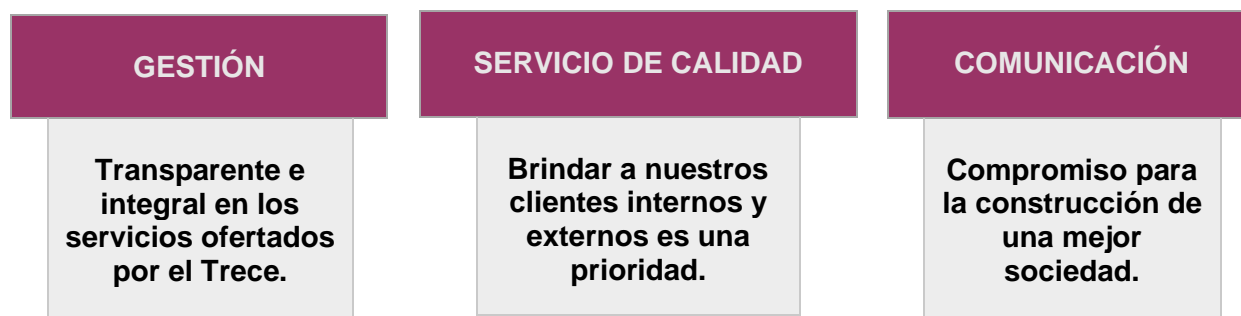 GESTIÓN
Transparente e
integral en los
servicios ofertados
por el Trece.
SERVICIO DE CALIDAD
Brindar a nuestros
clientes internos y
externos es una
prioridad.
COMUNICACIÓN
Compromiso para
la construcción de
una mejor
sociedad.